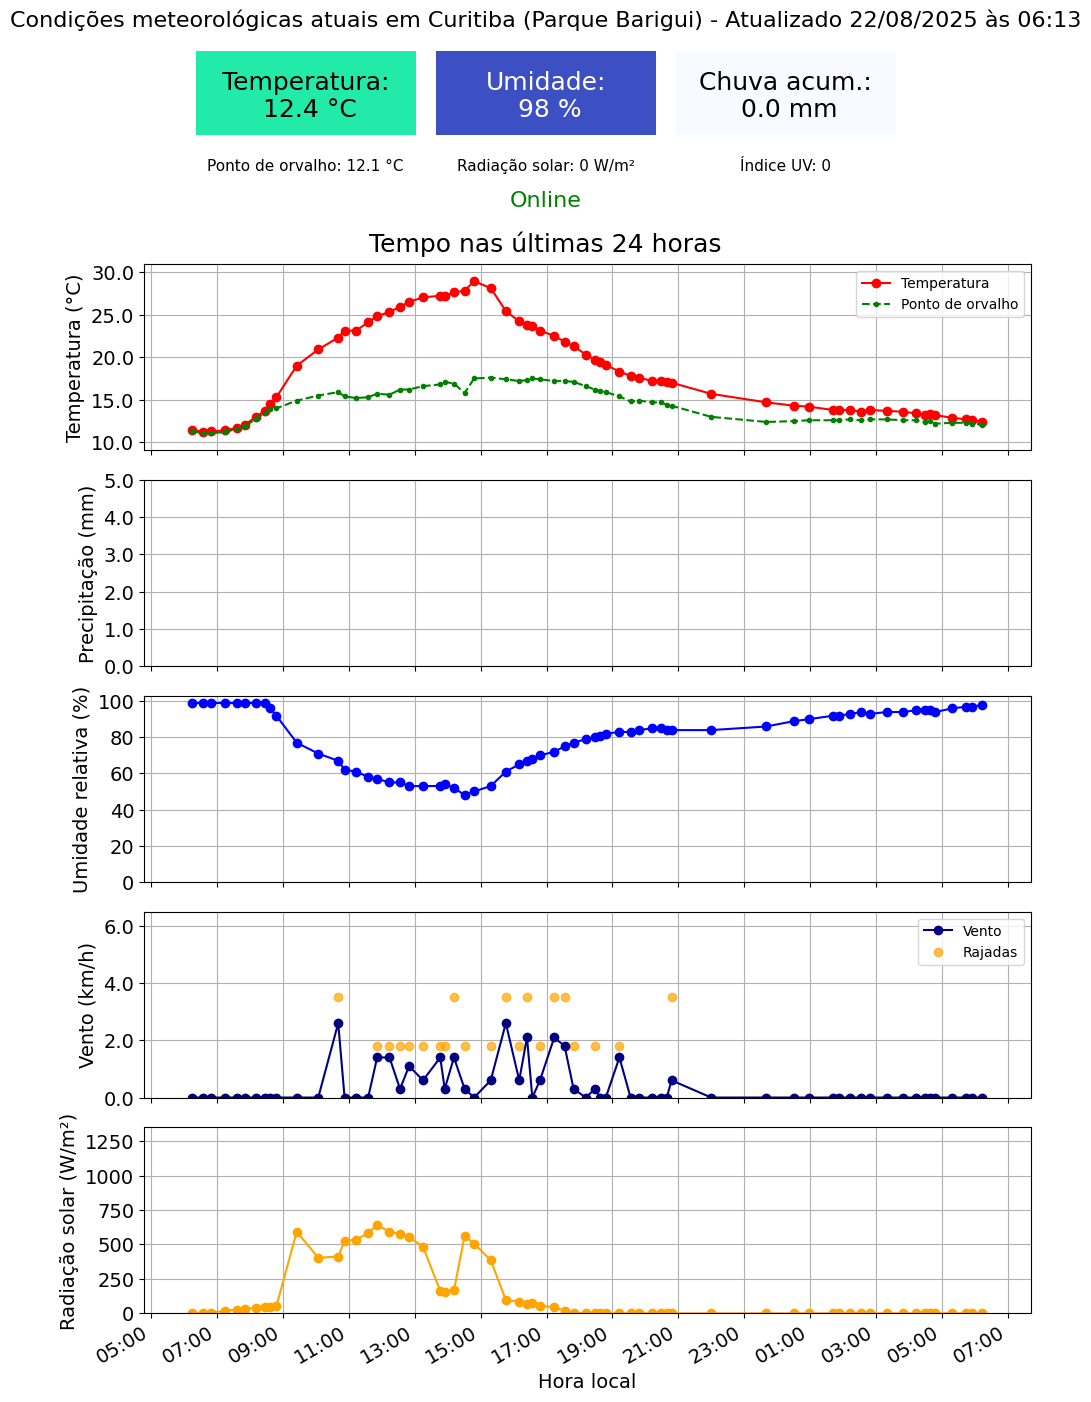 Condições meteorológicas atuais em Curitiba (Parque Barigui) - Atualizado 22/08/2025 às 06:13
Temperatura:
12.4 °C
Umidade:
98 %
Chuva acum.:
0.0 mm
Ponto de orvalho: 12.1 °C
Radiação solar: 0 W/m²
Índice UV: 0
Online
Tempo nas últimas 24 horas
Temperatura (°C)
30.0
25.0
20.0
15.0
10.0
Temperatura
Ponto de orvalho
Precipitação (mm)
5.0
4.0
3.0
2.0
1.0
0.0
Umidade relativa (%)
100
80
60
40
20
0
Vento (km/h)
6.0
4.0
2.0
0.0
Vento
Rajadas
Radiação solar (W/m²)
1250
1000
750
500
250
0
05:00 07:00 09:00 11:00 13:00 15:00 17:00 19:00 21:00 23:00 01:00 03:00 05:00 07:00
Hora local